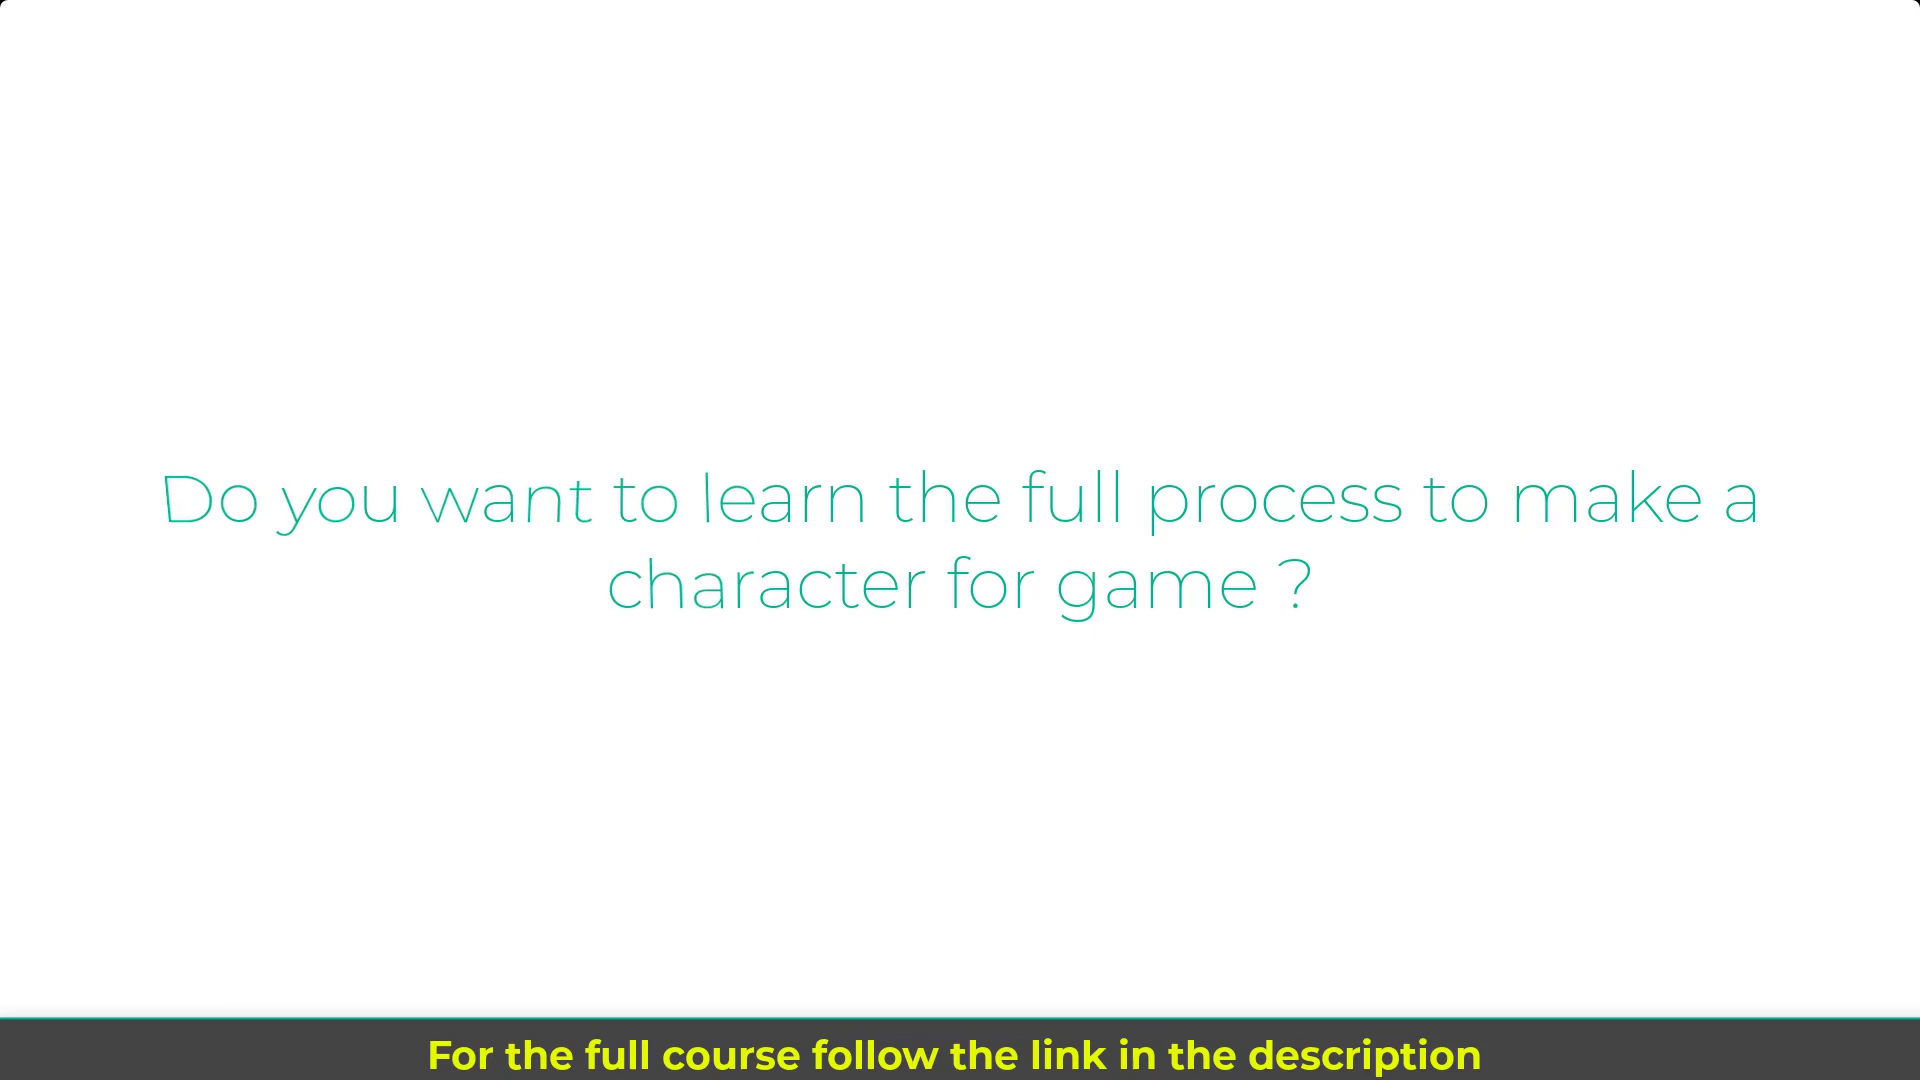 Do you want to learn the full process to make a
character for game ?
For the full course follow the link in the description